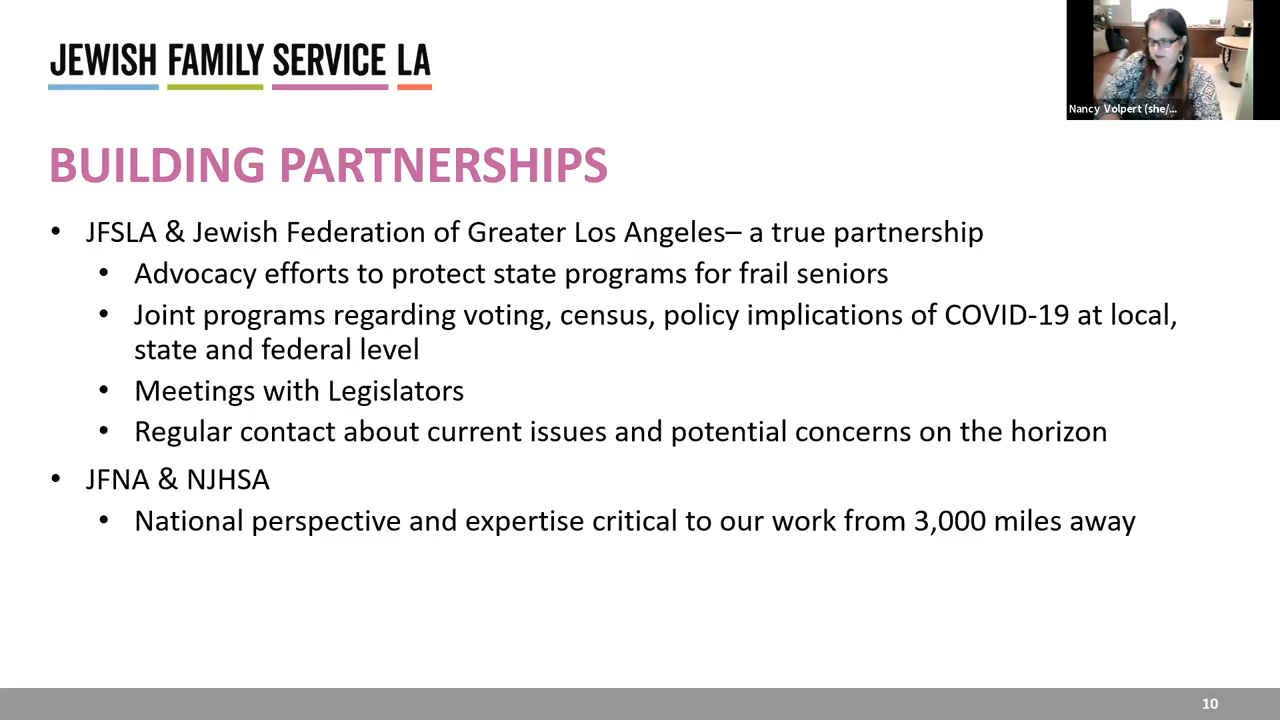 JEWISH FAMILY SERVICE LA
Nancy Volpert (she/...
BUILDING PARTNERSHIPS
• JFSLA & Jewish Federation of Greater Los Angeles– a true partnership
• Advocacy efforts to protect state programs for frail seniors
• Joint programs regarding voting, census, policy implications of COVID-19 at local,
state and federal level
• Meetings with Legislators
• Regular contact about current issues and potential concerns on the horizon
• JFNA & NJHSA
• National perspective and expertise critical to our work from 3,000 miles away
10